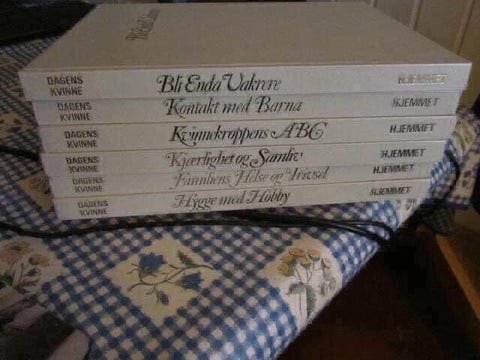 DAGENS
KVINNE
Bli Enda Vakrere
HJEMMET
DAGENS
KVINNE
Kontakt med Barna
HJEMMET
DAGENS
KVINNE
Kvinnekroppens ABC
HJEMMET
DAGENS
KVINNE
Kjærlighet og Samliv
HJEMMET
DAGENS
KVINNE
Familiens Helse og Trivsel
HJEMMET
DAGENS
KVINNE
Hygge med Hobby
HJEMMET